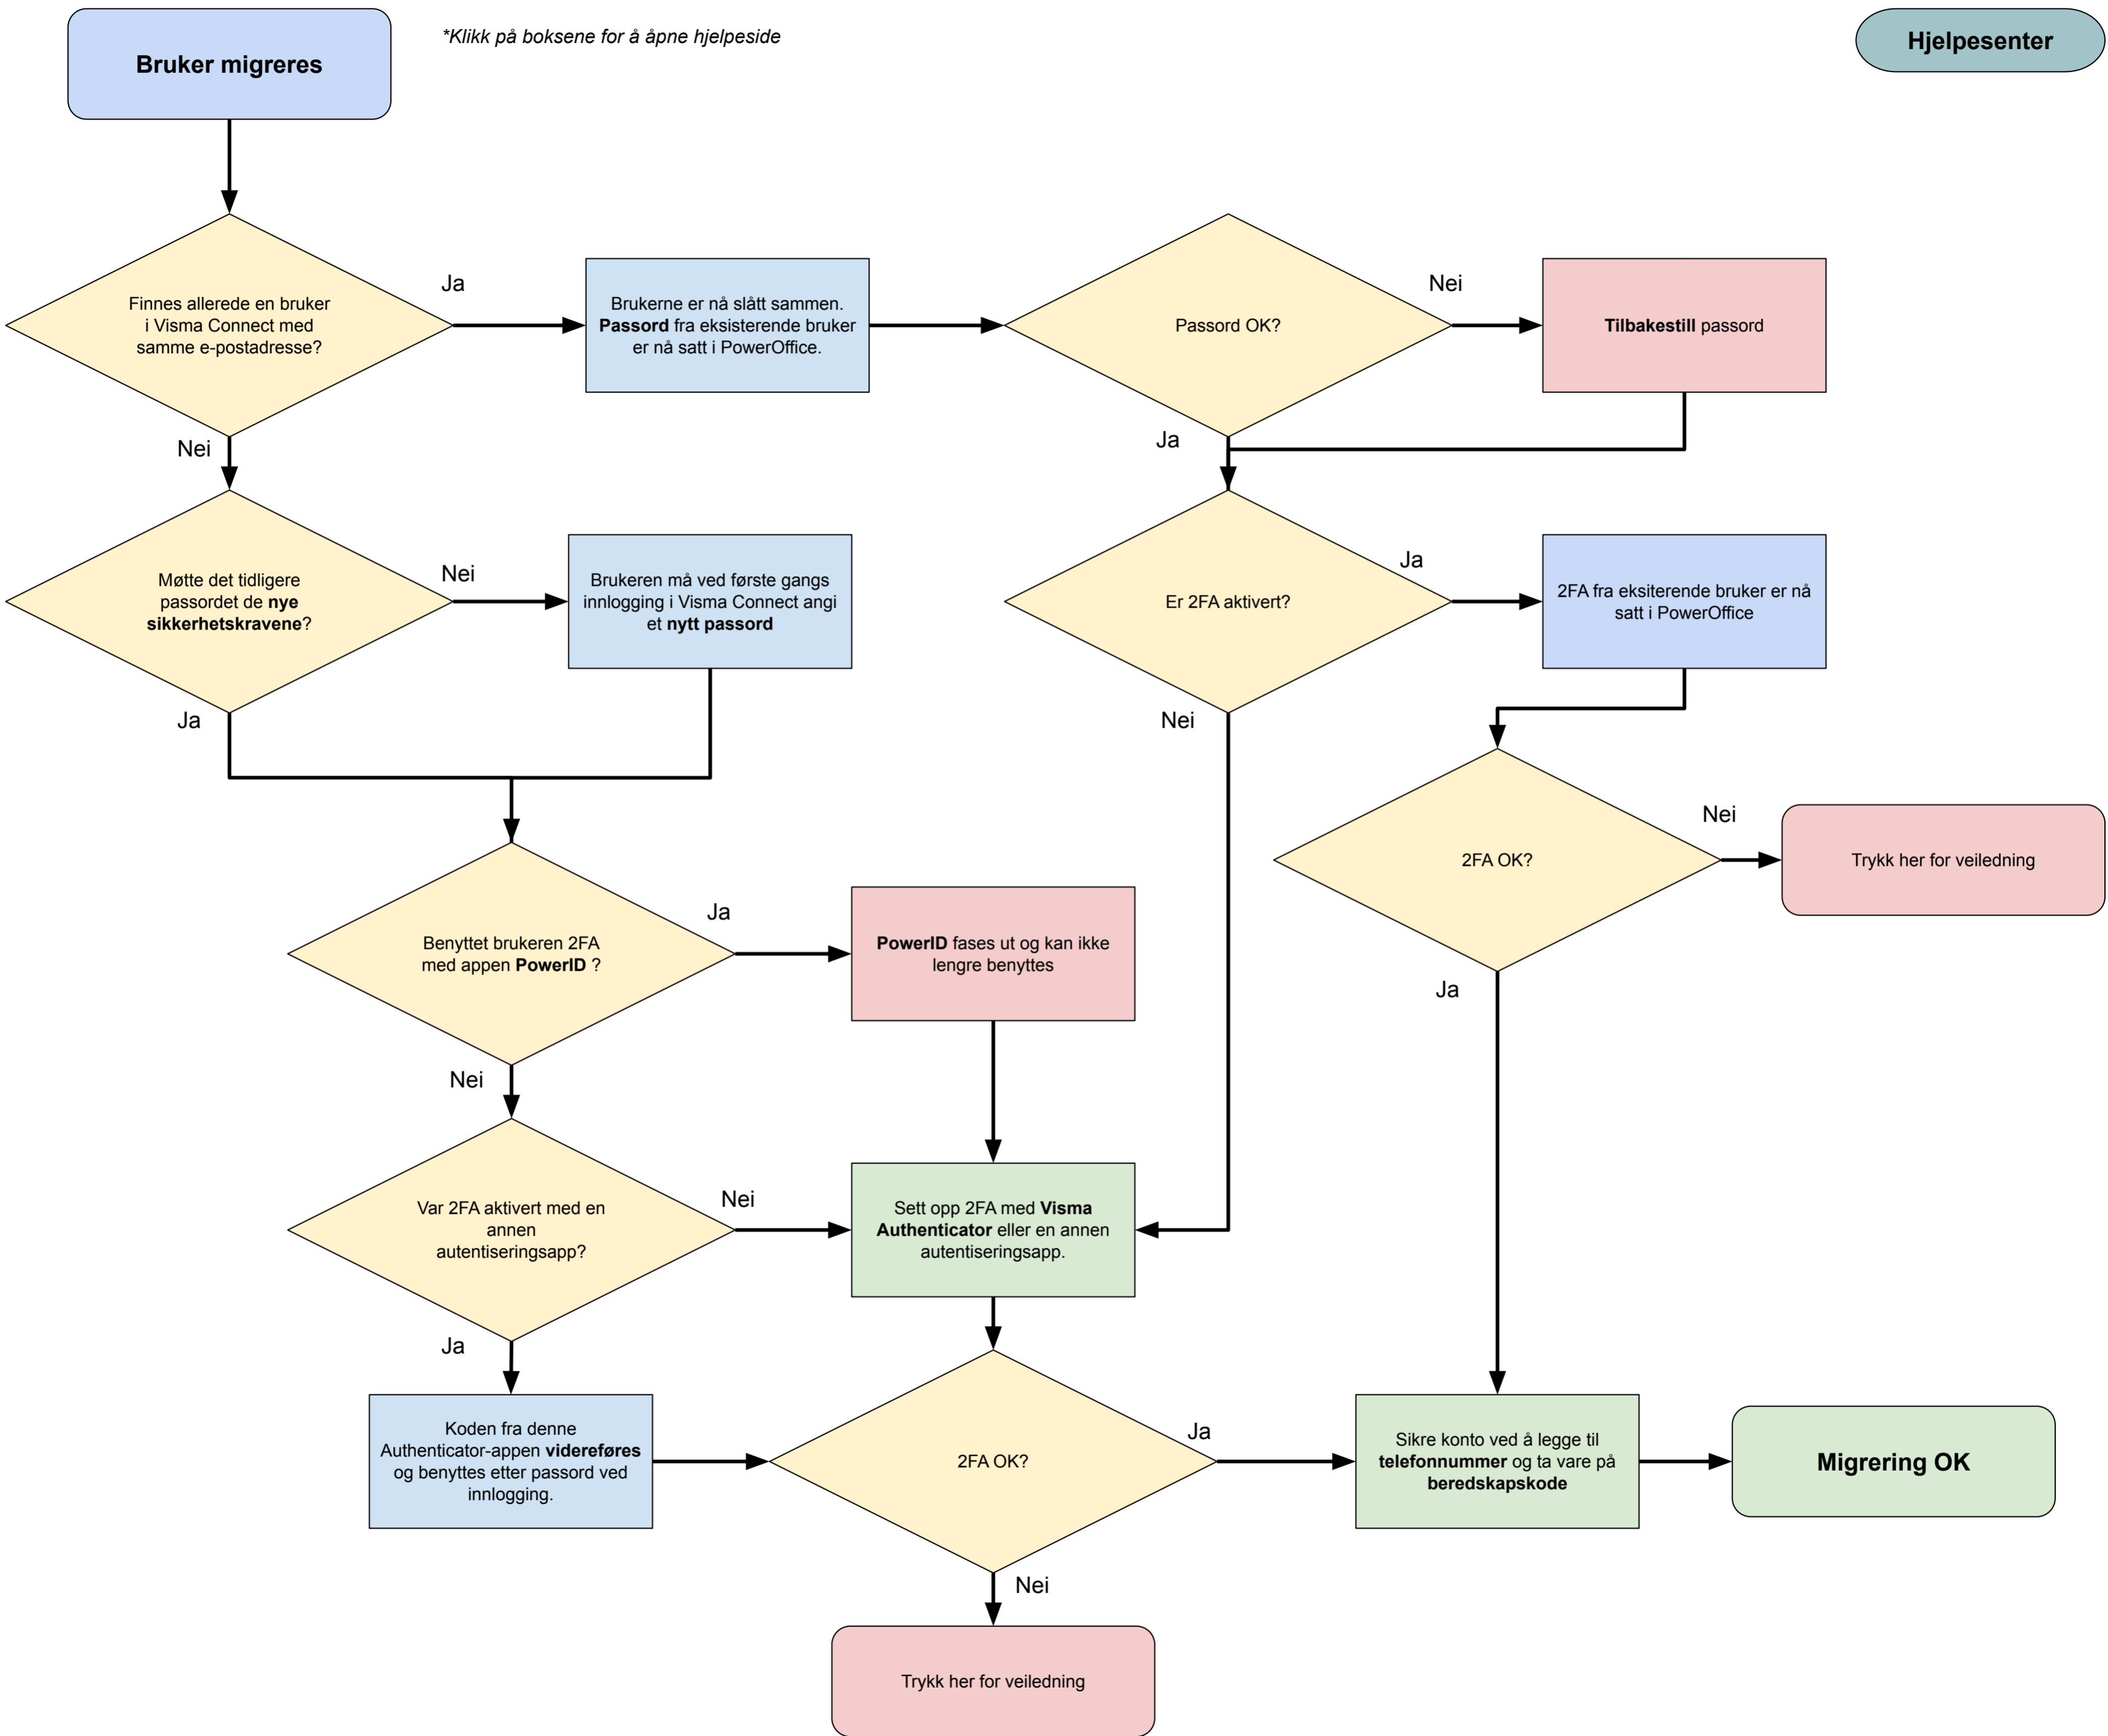 Bruker migreres
*Klikk på boksene for å åpne hjelpeside
Hjelpesenter
Finnes allerede en bruker
i Visma Connect med
samme e-postadresse?
Ja
Brukerne er nå slått sammen.
Passord fra eksisterende bruker
er nå satt i PowerOffice.
Passord OK?
Nei
Tilbakestill passord
Nei
Ja
Møtte det tidligere
passordet de nye
sikkerhetskravene?
Nei
Brukeren må ved første gangs
innlogging i Visma Connect angi
et nytt passord
Er 2FA aktivert?
Ja
2FA fra eksiterende bruker er nå
satt i PowerOffice
Ja
Nei
2FA OK?
Nei
Trykk her for veiledning
Benyttet brukeren 2FA
med appen PowerID ?
Ja
PowerID fases ut og kan ikke
lengre benyttes
Ja
Nei
Var 2FA aktivert med en
annen
autentiseringsapp?
Nei
Sett opp 2FA med Visma
Authenticator eller en annen
autentiseringsapp.
Ja
Koden fra denne
Authenticator-appen videreføres
og benyttes etter passord ved
innlogging.
2FA OK?
Ja
Sikre konto ved å legge til
telefonnummer og ta vare på
beredskapskode
Migrering OK
Nei
Trykk her for veiledning